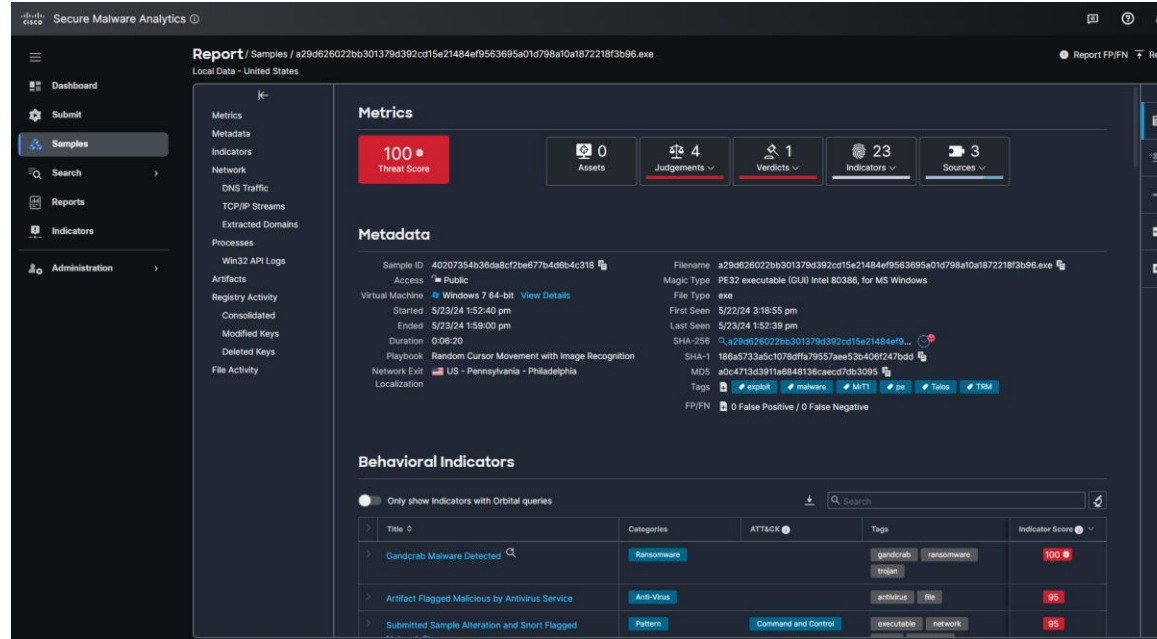 cisco Secure Malware Analytics
Dashboard
Submit
Samples
Search
Reports
Indicators
Administration
Report / Samples / a29d626022bb301379d392cd15e21484ef9563695a01d798a10a1872218f3b96.exe
Report FP/FN
Local Data - United States
Metrics
Metadata
Indicators
Network
DNS Traffic
TCP/IP Streams
Extracted Domains
Processes
Win32 API Logs
Artifacts
Registry Activity
Consolidated
Modified Keys
Deleted Keys
File Activity
Metrics
100
Threat Score
0
Assets
4
Judgements
1
Verdicts
23
Indicators
3
Sources
Metadata
Sample ID 40207354b36da8cf2be677b4d6b4c318
Access Public
Virtual Machine Windows 7 64-bit View Details
Started 5/23/24 1:52:40 pm
Ended 5/23/24 1:59:00 pm
Duration 0:06:20
Playbook Random Cursor Movement with Image Recognition
Network Exit US - Pennsylvania - Philadelphia
Localization
Filename a29d626022bb301379d392cd15e21484ef9563695a01d798a10a1872218f3b96.exe
Magic Type PE32 executable (GUI) Intel 80386, for MS Windows
File Type exe
First Seen 5/22/24 3:18:55 pm
Last Seen 5/23/24 1:52:39 pm
SHA-256 a29d626022bb301379d392cd15e21484ef9...
SHA-1 186a5733a5c1078dffa79557aee53b406f247bdd
MD5 a0c4713d3911a6848136caecd7db3095
Tags exploit malware MrT1 pe Talos TRM
FP/FN 0 False Positive / 0 False Negative
Behavioral Indicators
Only show Indicators with Orbital queries
Search
Title Categories ATT&CK Tags Indicator Score
Gandcrab Malware Detected Ransomware gandcrab ransomware 100
trojan
Artifact Flagged Malicious by Antivirus Service Anti-Virus antivirus file 95
Submitted Sample Alteration and Snort Flagged Pattern Command and Control executable network 95